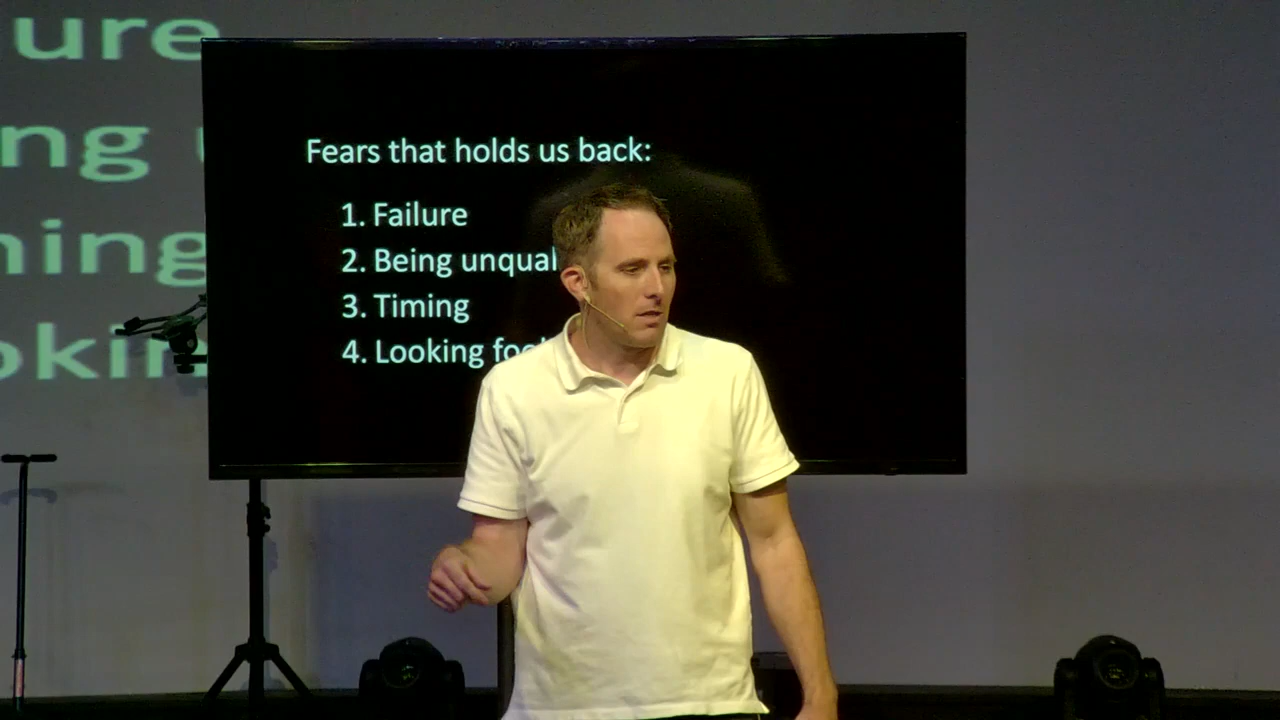 ure
Fears that holds us back:
ng
1. Failure
2. Being unqual
ning
3. Timing
okin
4. Looking foo